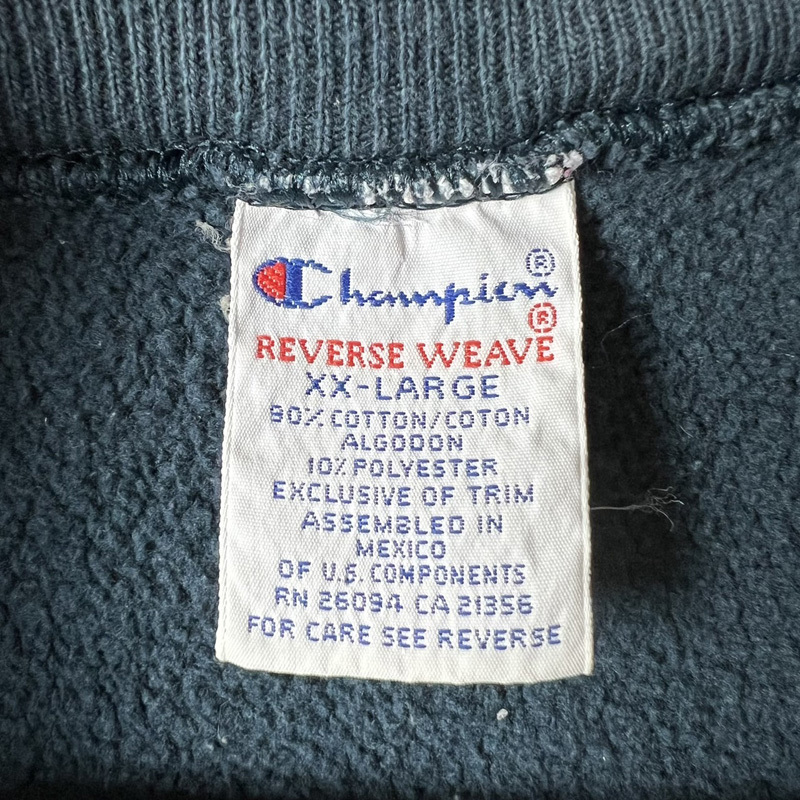 Champion®
REVERSE WEAVE®
XX-LARGE
90% COTTON/COTON
ALGODON
10% POLYESTER
EXCLUSIVE OF TRIM
ASSEMBLED IN
MEXICO
OF U.S. COMPONENTS
RN 26094 CA 21356
FOR CARE SEE REVERSE